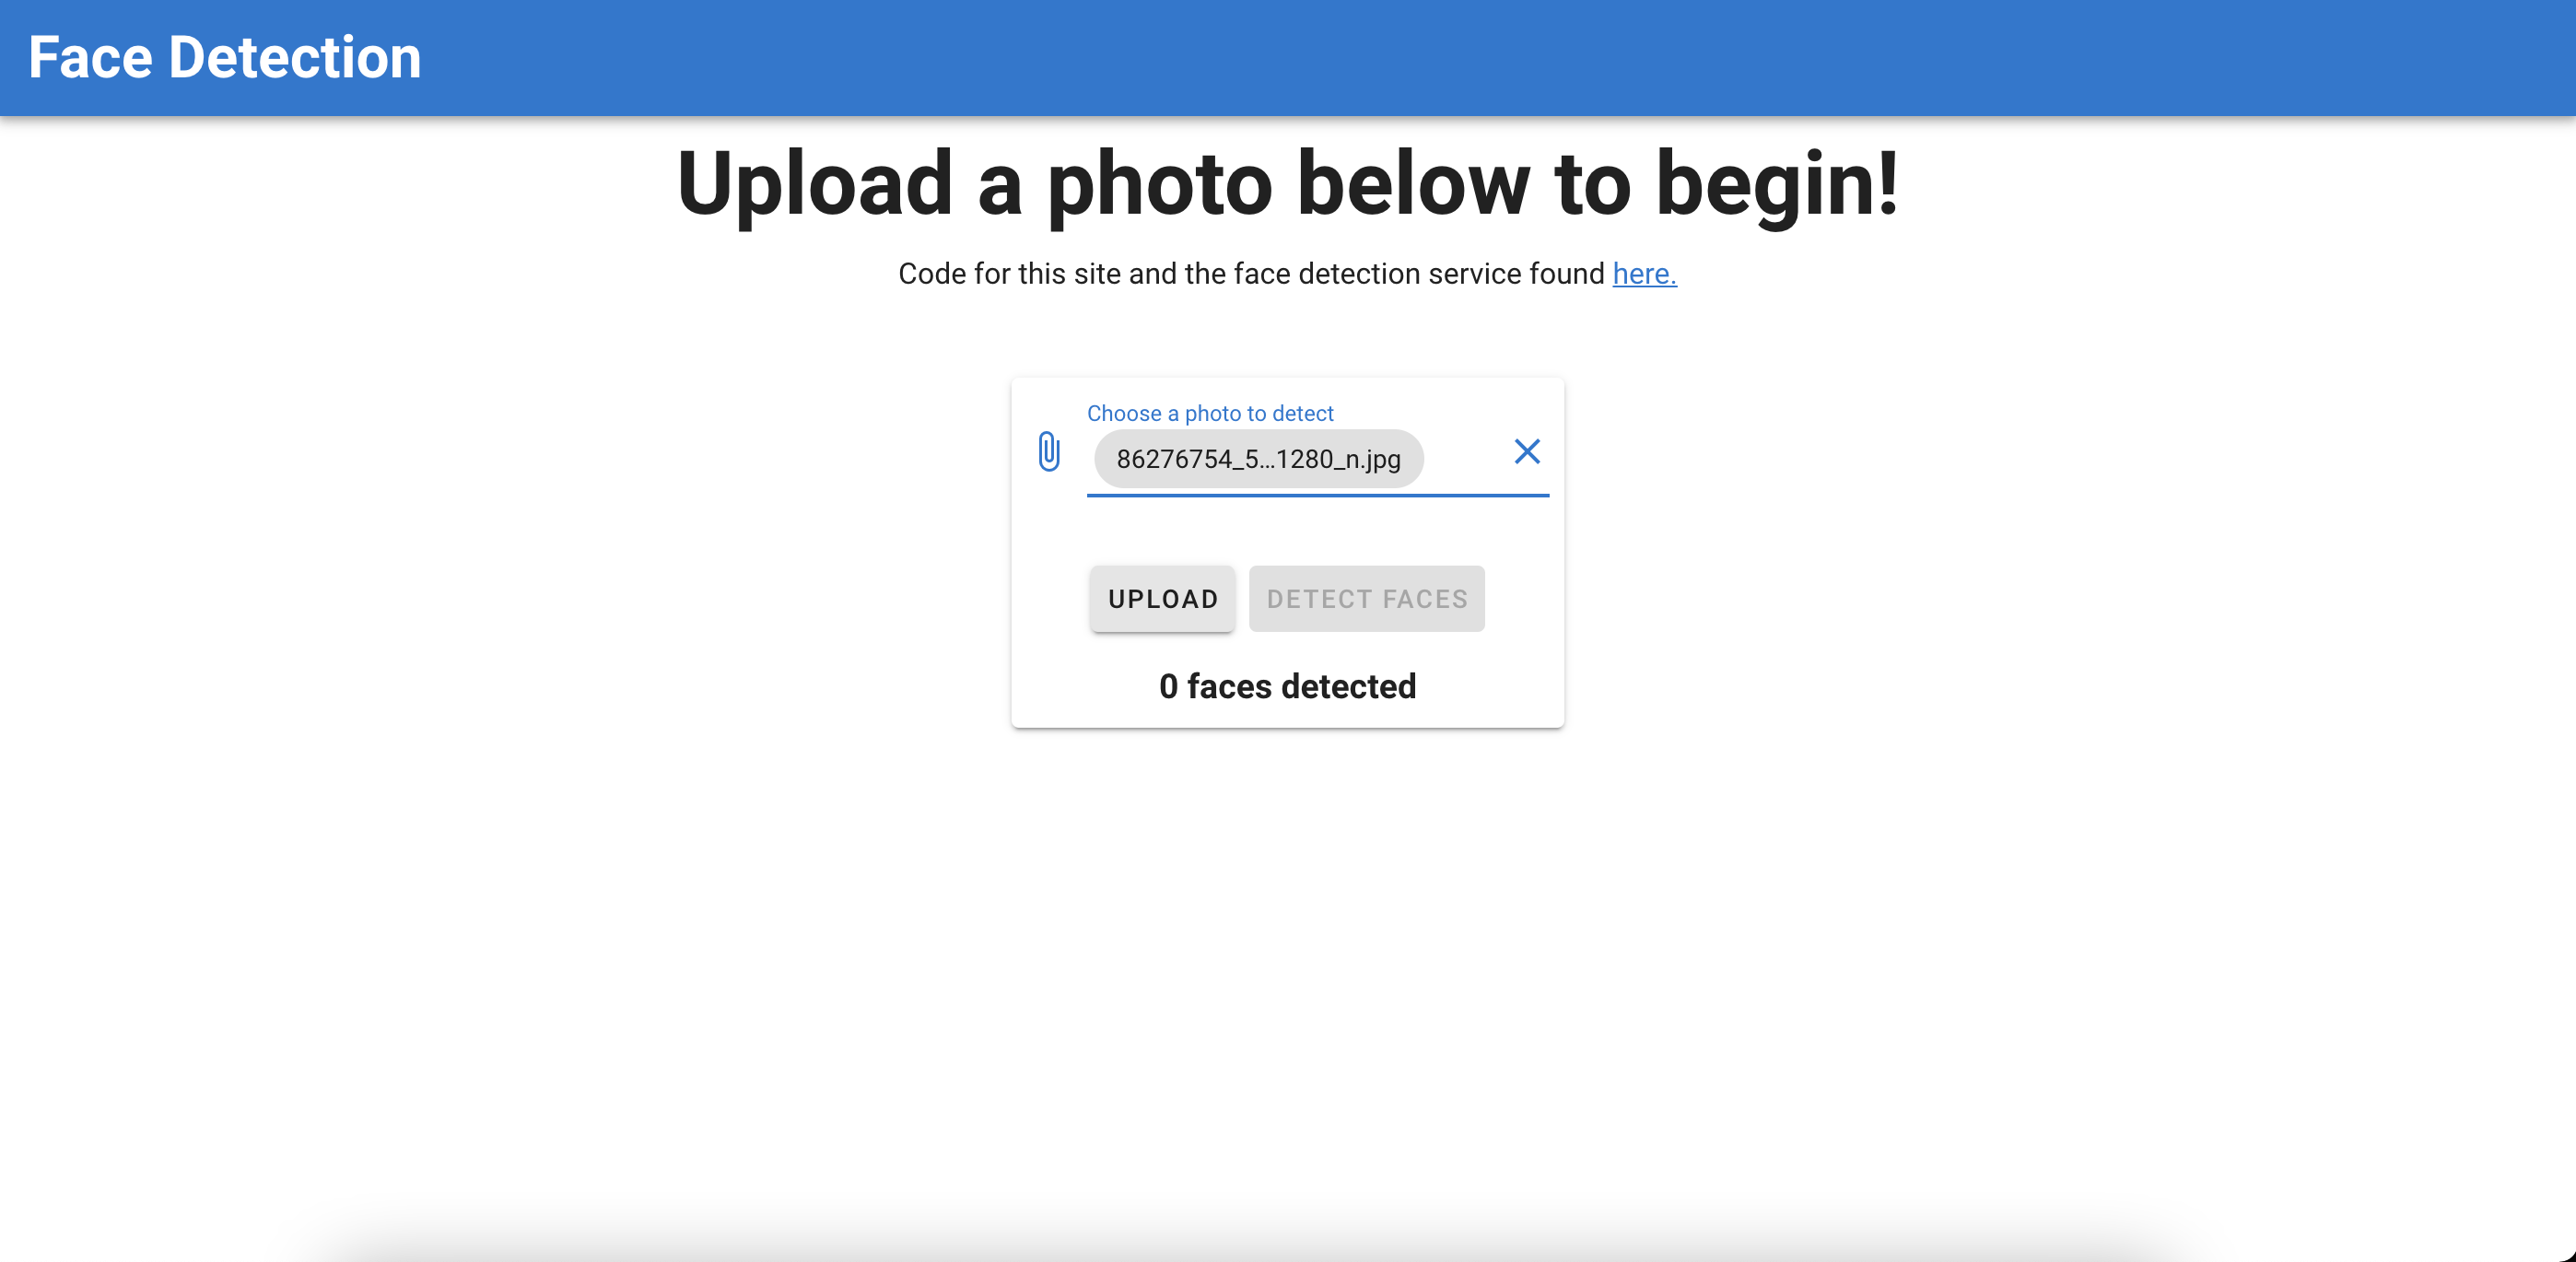 Face Detection
Upload a photo below to begin!
Code for this site and the face detection service found here.
Choose a photo to detect
86276754_5…1280_n.jpg
UPLOAD DETECT FACES
0 faces detected